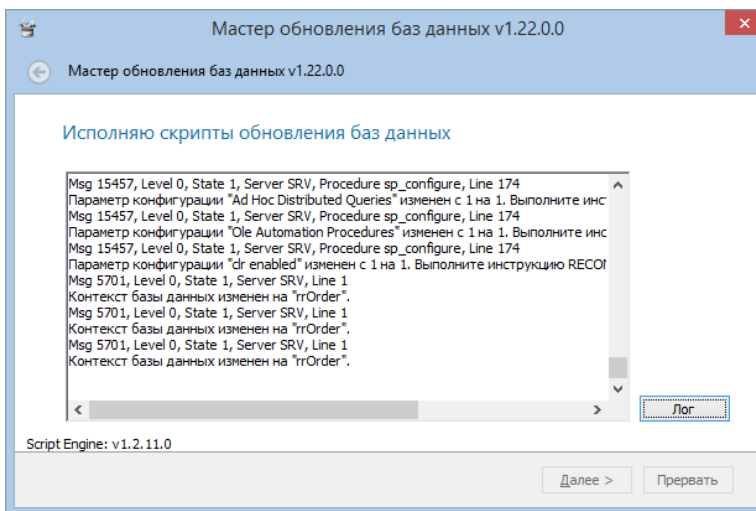 Мастер обновления баз данных v1.22.0.0
Мастер обновления баз данных v1.22.0.0
Исполняю скрипты обновления баз данных
Msg 15457, Level 0, State 1, Server SRV, Procedure sp_configure, Line 174
Параметр конфигурации "Ad Hoc Distributed Queries" изменен с 1 на 1. Выполните инс
Msg 15457, Level 0, State 1, Server SRV, Procedure sp_configure, Line 174
Параметр конфигурации "Ole Automation Procedures" изменен с 1 на 1. Выполните инс
Msg 15457, Level 0, State 1, Server SRV, Procedure sp_configure, Line 174
Параметр конфигурации "clr enabled" изменен с 1 на 1. Выполните инструкцию RECO
Msg 5701, Level 0, State 1, Server SRV, Line 1
Контекст базы данных изменен на "rrOrder".
Msg 5701, Level 0, State 1, Server SRV, Line 1
Контекст базы данных изменен на "rrOrder".
Msg 5701, Level 0, State 1, Server SRV, Line 1
Контекст базы данных изменен на "rrOrder".
Лог
Script Engine: v1.2.11.0
Далее >
Прервать